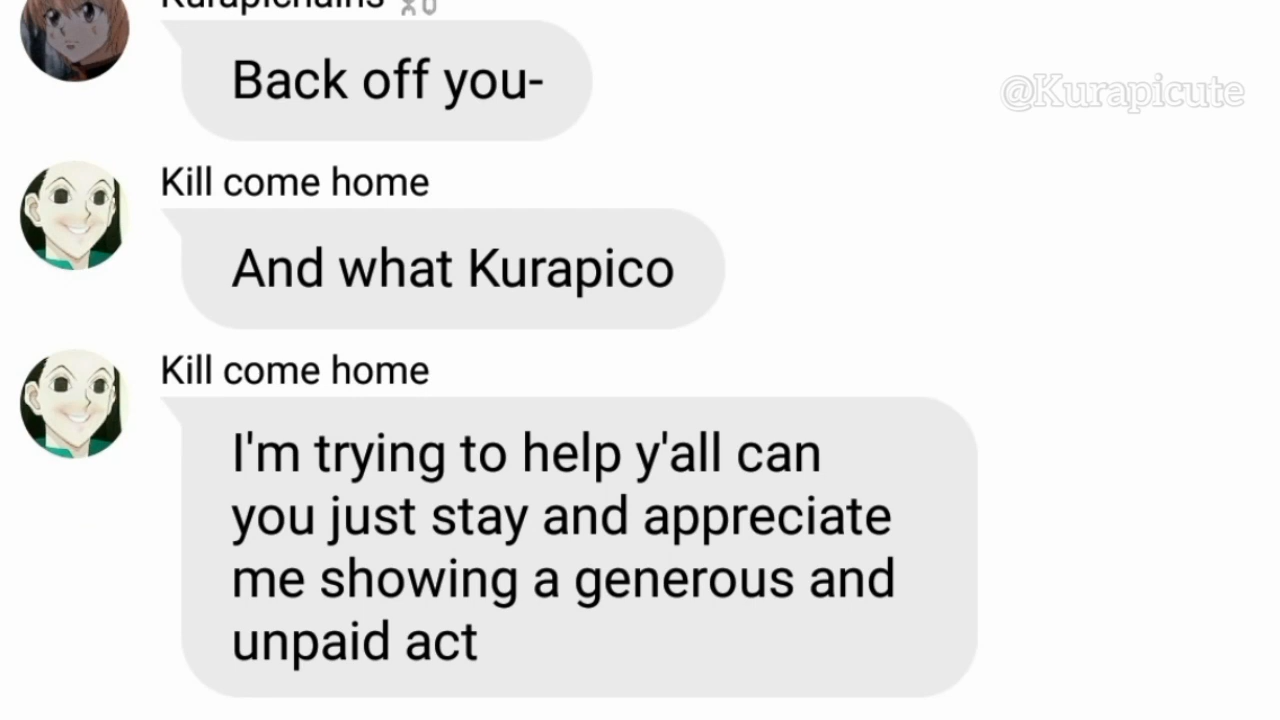 Kurapichains
@Kurapicute
Back off you-
Kill come home
And what Kurapico
Kill come home
I'm trying to help y'all can
you just stay and appreciate
me showing a generous and
unpaid act